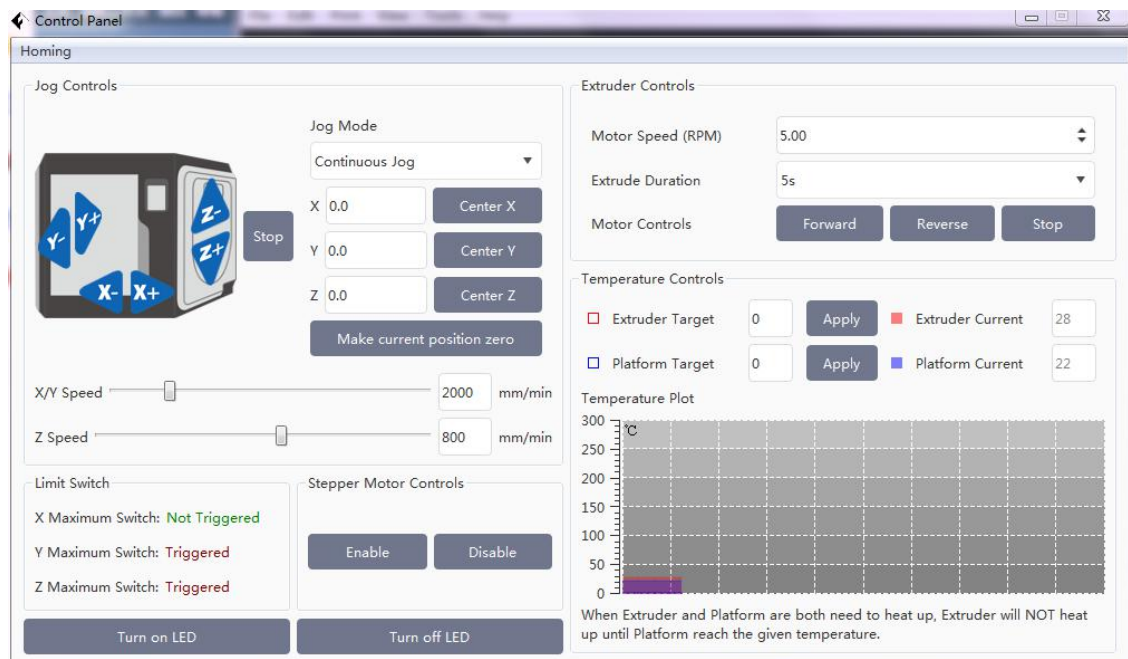 Control Panel
Homing
Jog Controls
Jog Mode
Continuous Jog
Y- Y+ Z- Z+ X- X+
Stop
X 0.0 Center X
Y 0.0 Center Y
Z 0.0 Center Z
Make current position zero
X/Y Speed 2000 mm/min
Z Speed 800 mm/min
Limit Switch
X Maximum Switch: Not Triggered
Y Maximum Switch: Triggered
Z Maximum Switch: Triggered
Stepper Motor Controls
Enable Disable
Turn on LED Turn off LED
Extruder Controls
Motor Speed (RPM) 5.00
Extrude Duration 5s
Motor Controls Forward Reverse Stop
Temperature Controls
Extruder Target 0 Apply Extruder Current 28
Platform Target 0 Apply Platform Current 22
Temperature Plot
300
℃
250
200
150
100
50
0
When Extruder and Platform are both need to heat up, Extruder will NOT heat
up until Platform reach the given temperature.